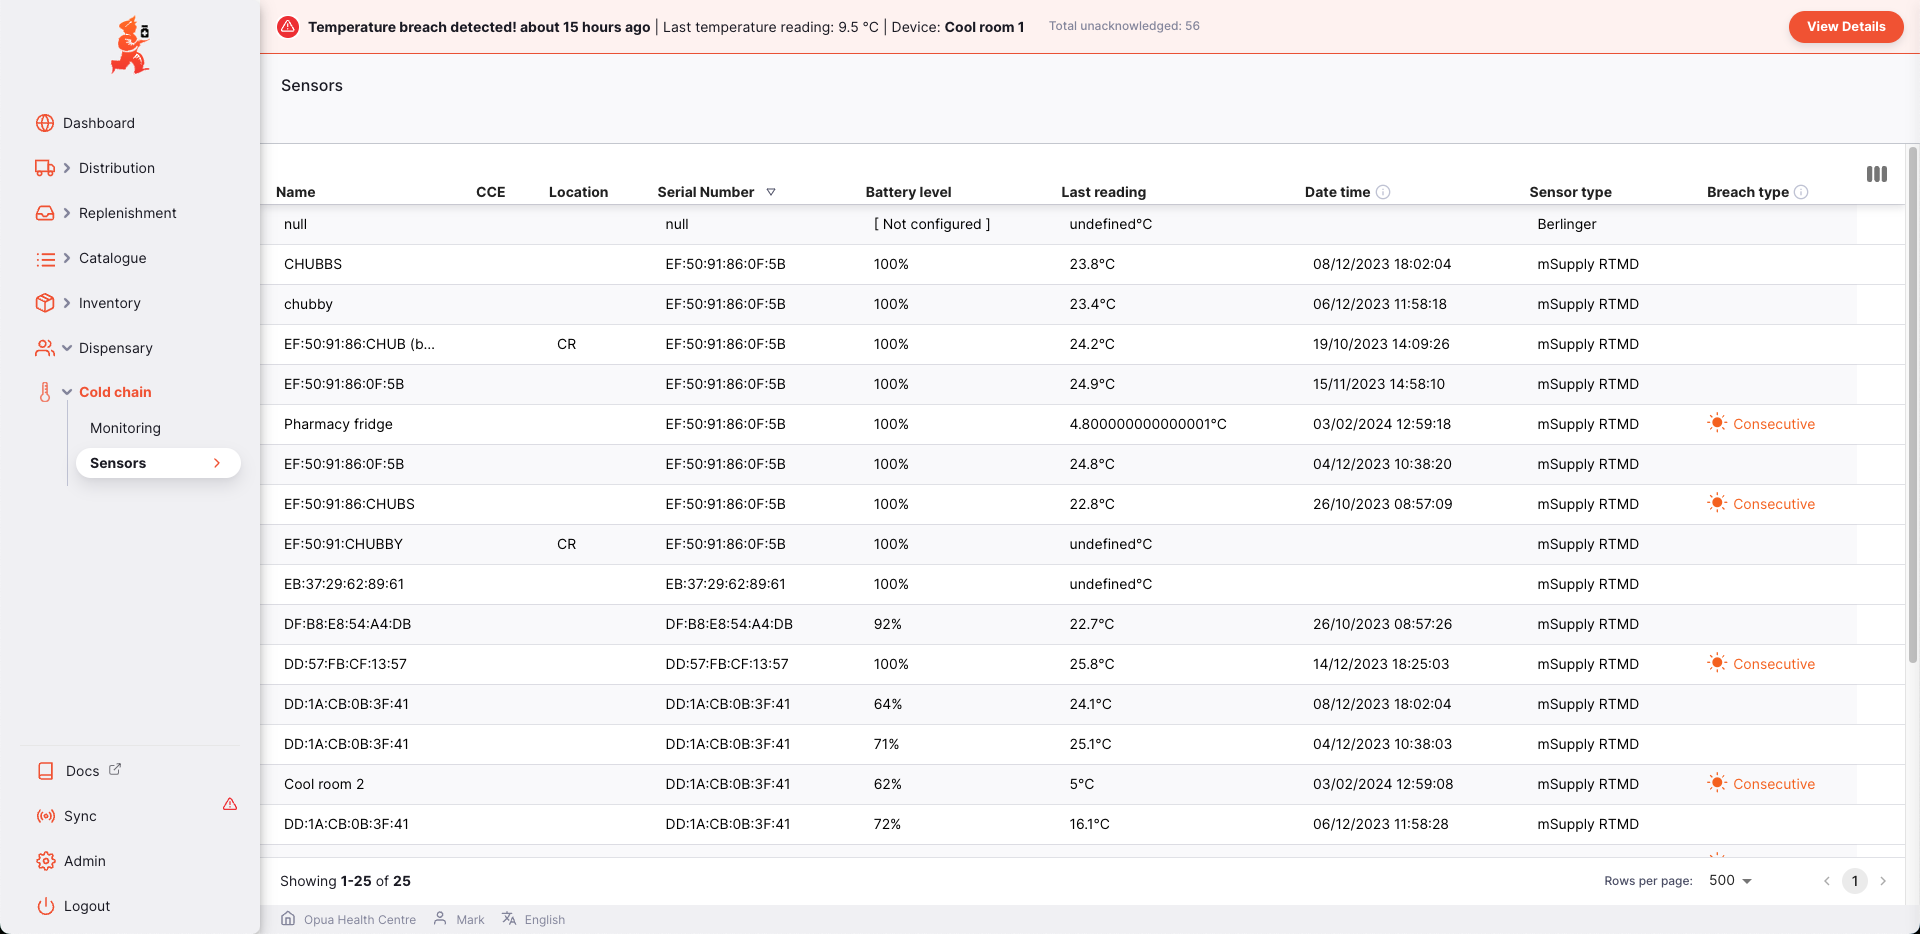 Temperature breach detected! about 15 hours ago | Last temperature reading: 9.5 °C | Device: Cool room 1 Total unacknowledged: 56 View Details
Sensors
Dashboard
Distribution
Replenishment
Catalogue
Inventory
Dispensary
Cold chain
Monitoring
Sensors
Docs
Sync
Admin
Logout
Name CCE Location Serial Number Battery level Last reading Date time Sensor type Breach type
null null [ Not configured ] undefined°C Berlinger
CHUBBS EF:50:91:86:0F:5B 100% 23.8°C 08/12/2023 18:02:04 mSupply RTMD
chubby EF:50:91:86:0F:5B 100% 23.4°C 06/12/2023 11:58:18 mSupply RTMD
EF:50:91:86:CHUB (b... CR EF:50:91:86:0F:5B 100% 24.2°C 19/10/2023 14:09:26 mSupply RTMD
EF:50:91:86:0F:5B EF:50:91:86:0F:5B 100% 24.9°C 15/11/2023 14:58:10 mSupply RTMD
Pharmacy fridge EF:50:91:86:0F:5B 100% 4.800000000000001°C 03/02/2024 12:59:18 mSupply RTMD Consecutive
EF:50:91:86:0F:5B EF:50:91:86:0F:5B 100% 24.8°C 04/12/2023 10:38:20 mSupply RTMD
EF:50:91:86:CHUBS EF:50:91:86:0F:5B 100% 22.8°C 26/10/2023 08:57:09 mSupply RTMD Consecutive
EF:50:91:CHUBBY CR EF:50:91:86:0F:5B 100% undefined°C mSupply RTMD
EB:37:29:62:89:61 EB:37:29:62:89:61 100% undefined°C mSupply RTMD
DF:B8:E8:54:A4:DB DF:B8:E8:54:A4:DB 92% 22.7°C 26/10/2023 08:57:26 mSupply RTMD
DD:57:FB:CF:13:57 DD:57:FB:CF:13:57 100% 25.8°C 14/12/2023 18:25:03 mSupply RTMD Consecutive
DD:1A:CB:0B:3F:41 DD:1A:CB:0B:3F:41 64% 24.1°C 08/12/2023 18:02:04 mSupply RTMD
DD:1A:CB:0B:3F:41 DD:1A:CB:0B:3F:41 71% 25.1°C 04/12/2023 10:38:03 mSupply RTMD
Cool room 2 DD:1A:CB:0B:3F:41 62% 5°C 03/02/2024 12:59:08 mSupply RTMD Consecutive
DD:1A:CB:0B:3F:41 DD:1A:CB:0B:3F:41 72% 16.1°C 06/12/2023 11:58:28 mSupply RTMD
Showing 1-25 of 25 Rows per page: 500 1
Opua Health Centre Mark English